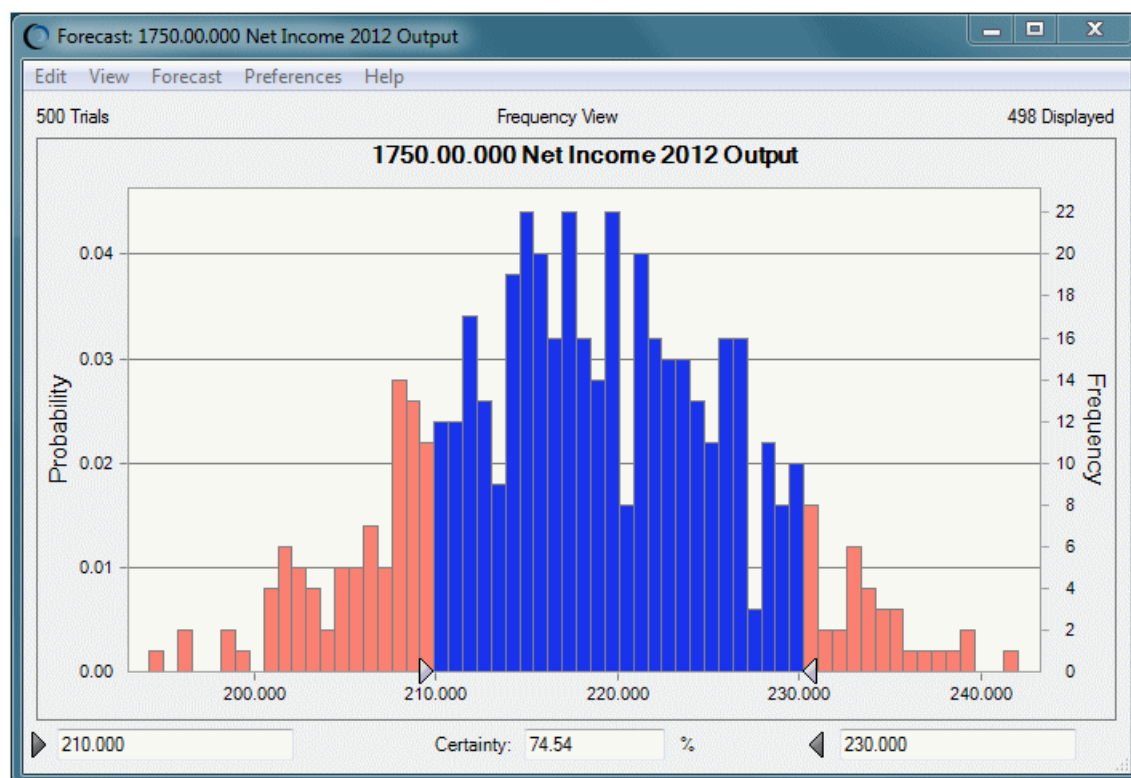 Forecast: 1750.00.000 Net Income 2012 Output
Edit View Forecast Preferences Help
500 Trials Frequency View 498 Displayed
1750.00.000 Net Income 2012 Output
Probability
0.04
0.03
0.02
0.01
0.00
22
20
18
16
14
12
10
8
6
4
2
0
Frequency
200.000 210.000 220.000 230.000 240.000
210.000 Certainty: 74.54 % 230.000